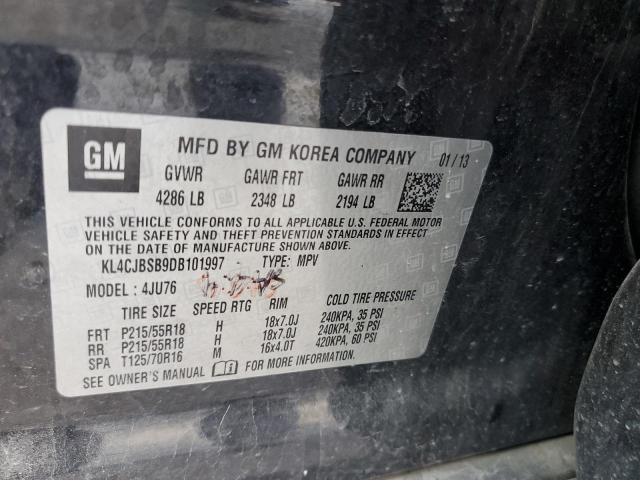 GM
MFD BY GM KOREA COMPANY 01/13
GVWR GAWR FRT GAWR RR
4286 LB 2348 LB 2194 LB
THIS VEHICLE CONFORMS TO ALL APPLICABLE U.S. FEDERAL MOTOR
VEHICLE SAFETY AND THEFT PREVENTION STANDARDS IN EFFECT
ON THE DATE OF MANUFACTURE SHOWN ABOVE.
KL4CJBSB9DB101997 TYPE: MPV
MODEL : 4JU76
TIRE SIZE SPEED RTG RIM COLD TIRE PRESSURE
FRT P215/55R18 H 18x7.0J 240KPA, 35 PSI
RR P215/55R18 H 18x7.0J 240KPA, 35 PSI
SPA T125/70R16 M 16x4.0T 420KPA, 60 PSI
SEE OWNER'S MANUAL i FOR MORE INFORMATION.